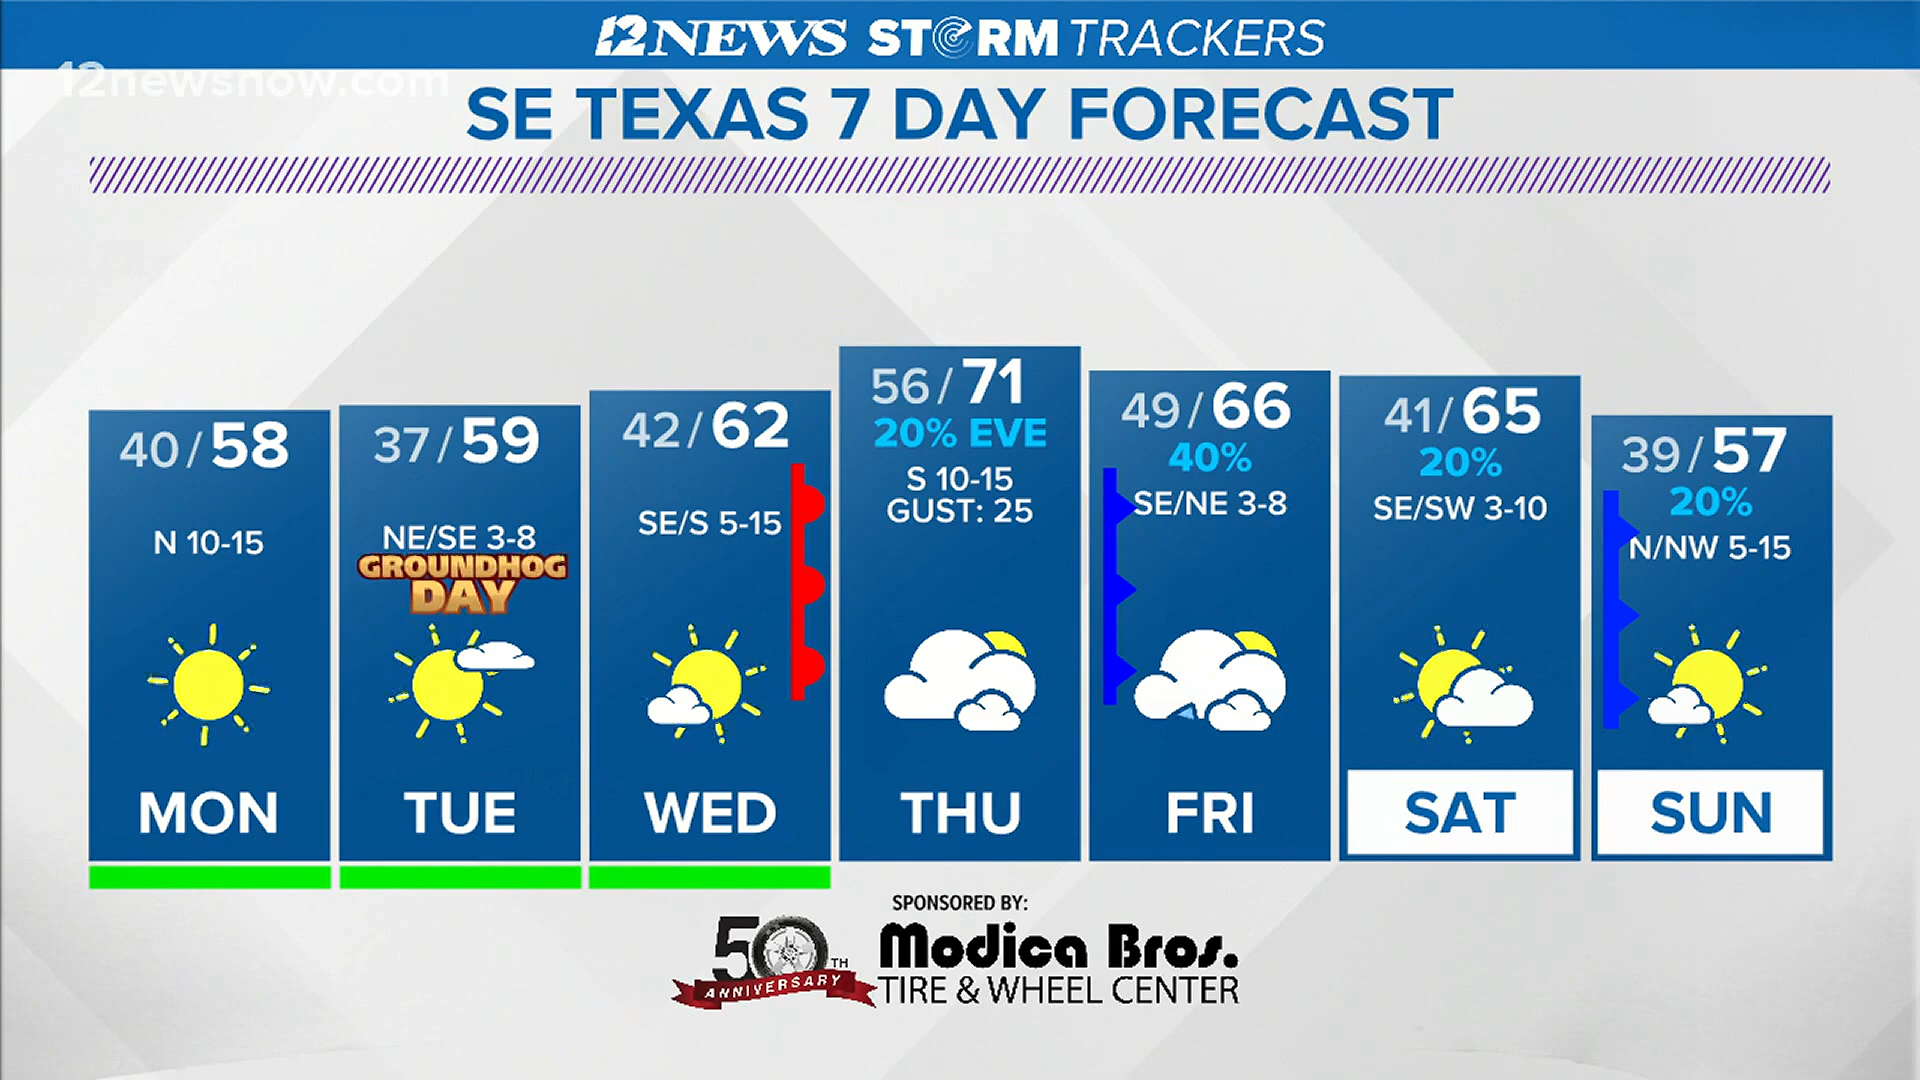 12NEWS STORM TRACKERS
12newsnow.com
SE TEXAS 7 DAY FORECAST
40/58
N 10-15
MON
37/59
NE/SE 3-8
GROUNDHOG
DAY
TUE
42/62
SE/S 5-15
WED
56/71
20% EVE
S 10-15
GUST: 25
THU
49/66
40%
SE/NE 3-8
FRI
41/65
20%
SE/SW 3-10
SAT
39/57
20%
N/NW 5-15
SUN
SPONSORED BY:
50TH
ANNIVERSARY
Modica Bros.
TIRE & WHEEL CENTER